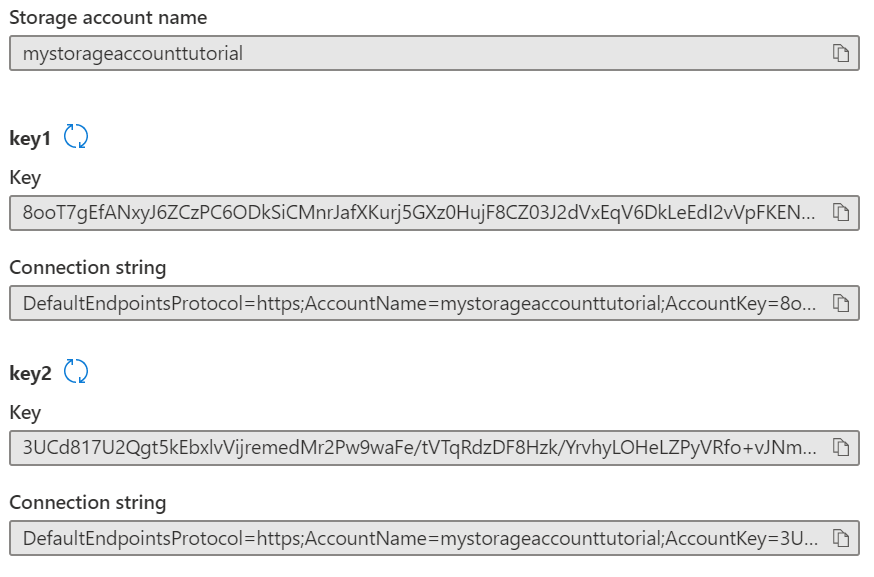 Storage account name
mystorageaccounttutorial
key1
Key
8ooT7gEfANxyJ6ZCzPC6ODkSiCMnrJafXKurj5GXz0HujF8CZ03J2dVxEqV6DkLeEdI2vVpFKEN...
Connection string
DefaultEndpointsProtocol=https;AccountName=mystorageaccounttutorial;AccountKey=8o...
key2
Key
3UCd817U2Qgt5kEbxlvVijremedMr2Pw9waFe/tVTqRdzDF8Hzk/YrvhyLOHeLZPyVRfo+vJNm...
Connection string
DefaultEndpointsProtocol=https;AccountName=mystorageaccounttutorial;AccountKey=3U...